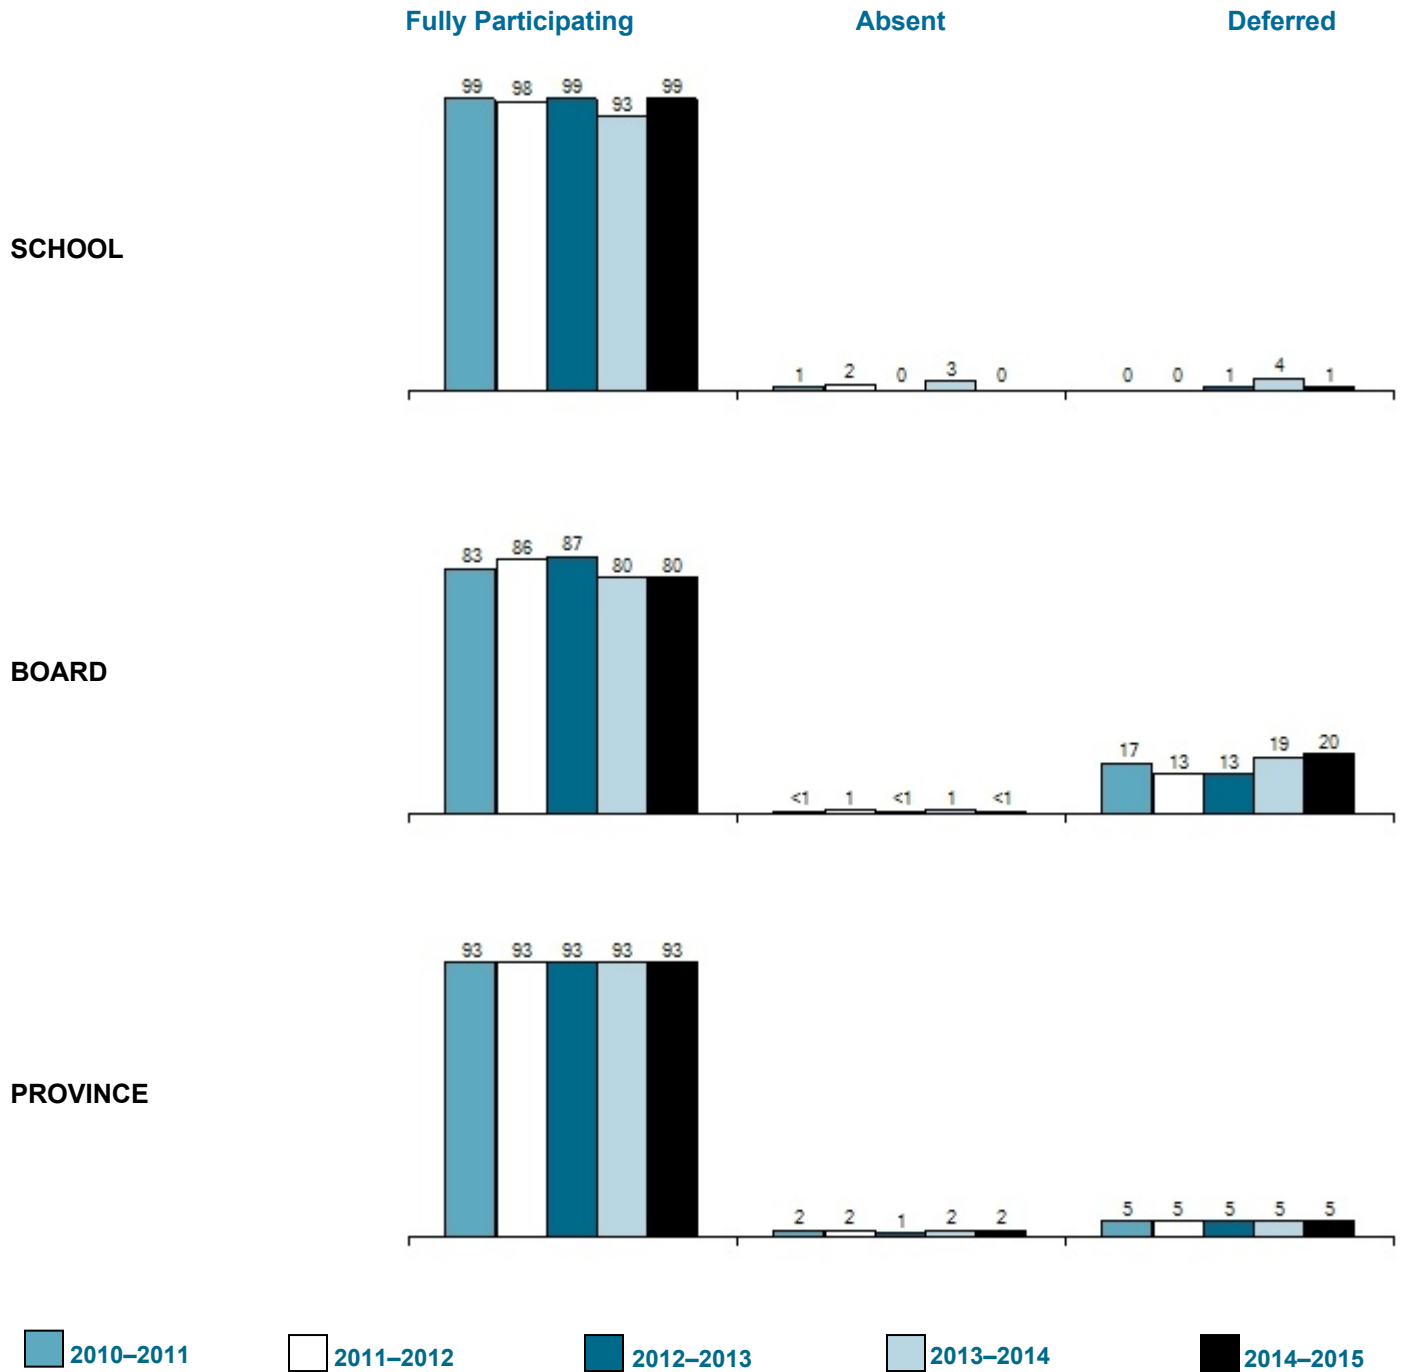 Fully Participating Absent Deferred
99 98 99 93 99
1 2 0 3 0
0 0 1 4 1
SCHOOL
83 86 87 80 80
<1 1 <1 1 <1
17 13 13 19 20
BOARD
93 93 93 93 93
2 2 1 2 2
5 5 5 5 5
PROVINCE
2010–2011 2011–2012 2012–2013 2013–2014 2014–2015